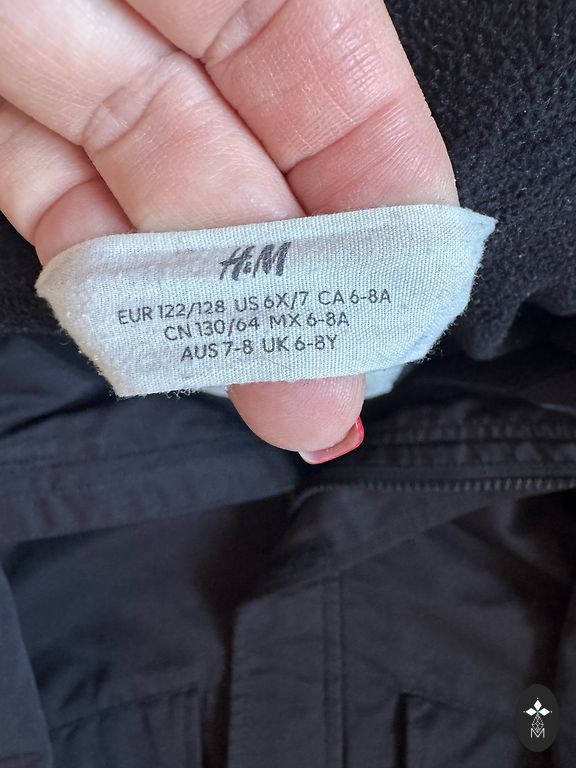 H&M
EUR 122/128 US 6X/7 CA 6-8A
CN 130/64 MX 6-8A
AUS 7-8 UK 6-8Y
M